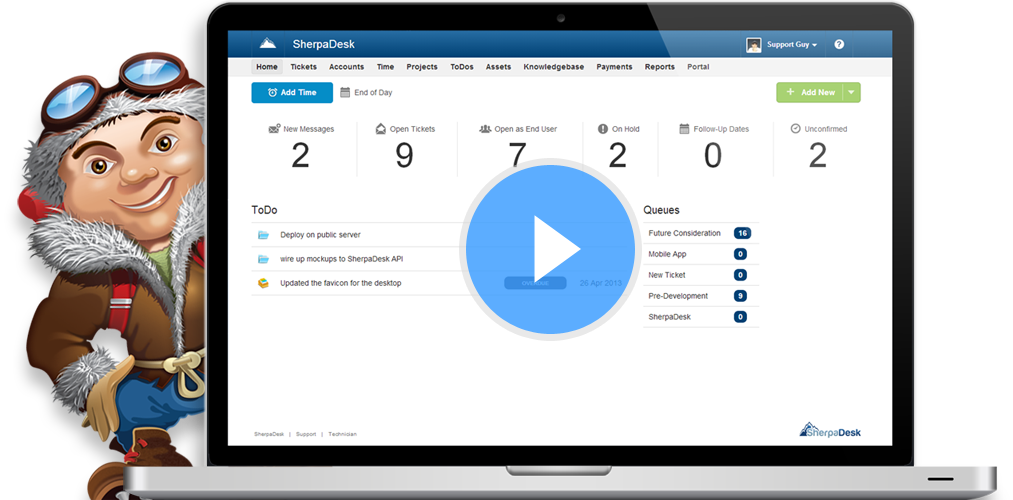 SherpaDesk
Support Guy
?
Home Tickets Accounts Time Projects ToDos Assets Knowledgebase Payments Reports Portal
Add Time End of Day + Add New
New Messages Open Tickets Open as End User On Hold Follow-Up Dates Unconfirmed
2 9 7 2 0 2
ToDo
Deploy on public server
wire up mockups to SherpaDesk API
Updated the favicon for the desktop OVERDUE 26 Apr 2013
Queues
Future Consideration 16
Mobile App 0
New Ticket 0
Pre-Development 9
SherpaDesk 0
SherpaDesk | Support | Technician
SherpaDesk